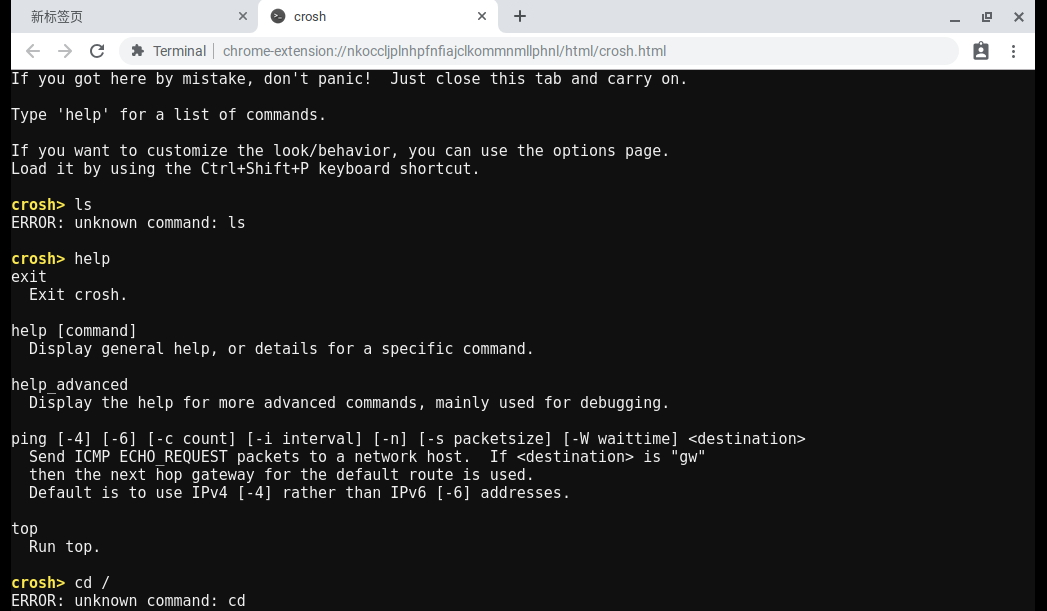 新标签页
crosh
Terminal
chrome-extension://nkoccljplnhpfnfiajclkommnmllphnl/html/crosh.html
If you got here by mistake, don't panic!  Just close this tab and carry on.
Type 'help' for a list of commands.
If you want to customize the look/behavior, you can use the options page.
Load it by using the Ctrl+Shift+P keyboard shortcut.
crosh> ls
ERROR: unknown command: ls
crosh> help
exit
  Exit crosh.
help [command]
  Display general help, or details for a specific command.
help_advanced
  Display the help for more advanced commands, mainly used for debugging.
ping [-4] [-6] [-c count] [-i interval] [-n] [-s packetsize] [-W waittime] <destination>
  Send ICMP ECHO_REQUEST packets to a network host.  If <destination> is "gw"
  then the next hop gateway for the default route is used.
  Default is to use IPv4 [-4] rather than IPv6 [-6] addresses.
top
  Run top.
crosh> cd /
ERROR: unknown command: cd